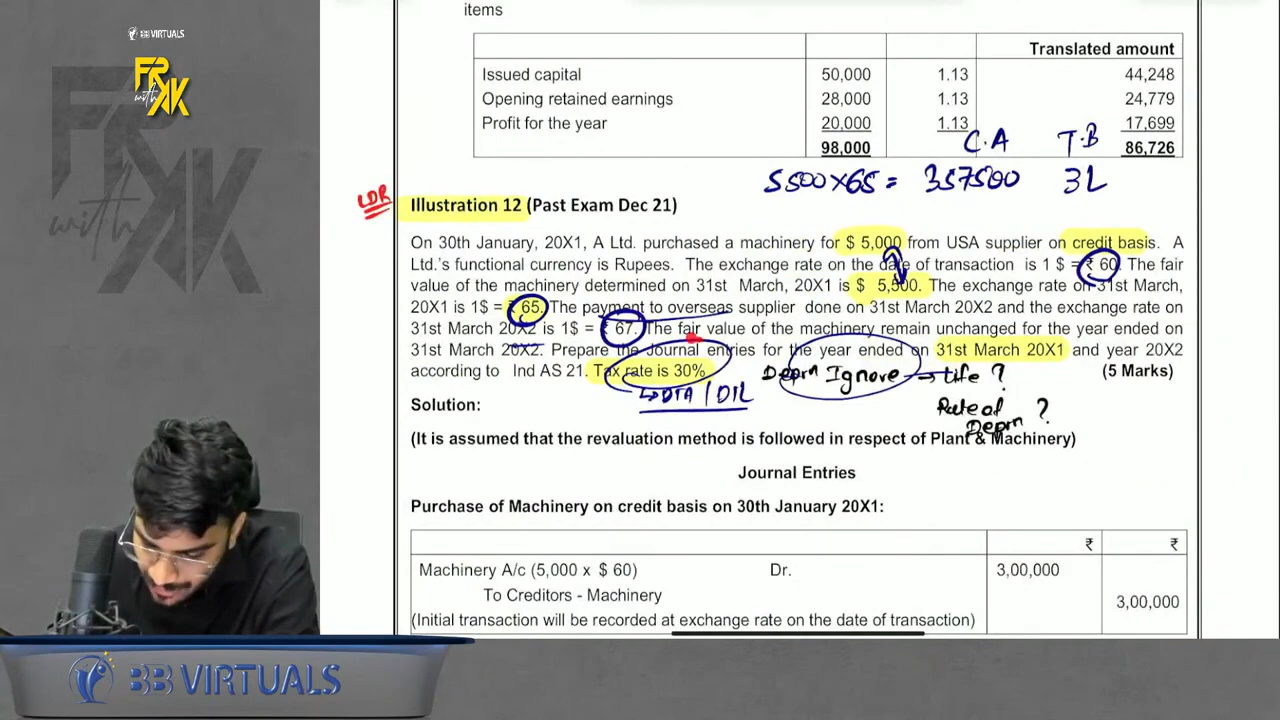 BB VIRTUALS
FR
with
AK
items
Translated amount
Issued capital 50,000 1.13 44,248
Opening retained earnings 28,000 1.13 24,779
Profit for the year 20,000 1.13 17,699
98,000 86,726
C.A T.B
5500×65 = 357500 3L
LDR
Illustration 12 (Past Exam Dec 21)
On 30th January, 20X1, A Ltd. purchased a machinery for $ 5,000 from USA supplier on credit basis. A
Ltd.'s functional currency is Rupees. The exchange rate on the date of transaction is 1 $ = ₹ 60. The fair
value of the machinery determined on 31st March, 20X1 is $ 5,500. The exchange rate on 31st March,
20X1 is 1$ = ₹ 65. The payment to overseas supplier done on 31st March 20X2 and the exchange rate on
31st March 20X2 is 1$ = ₹ 67. The fair value of the machinery remain unchanged for the year ended on
31st March 20X2. Prepare the Journal entries for the year ended on 31st March 20X1 and year 20X2
according to Ind AS 21. Tax rate is 30%. (5 Marks)
Deprn Ignore → Life ?
↳ DTA / DTL
Rate of
Deprn ?
Solution:
(It is assumed that the revaluation method is followed in respect of Plant & Machinery)
Journal Entries
Purchase of Machinery on credit basis on 30th January 20X1:
₹ ₹
Machinery A/c (5,000 x $ 60) Dr. 3,00,000
To Creditors - Machinery 3,00,000
(Initial transaction will be recorded at exchange rate on the date of transaction)
BB VIRTUALS